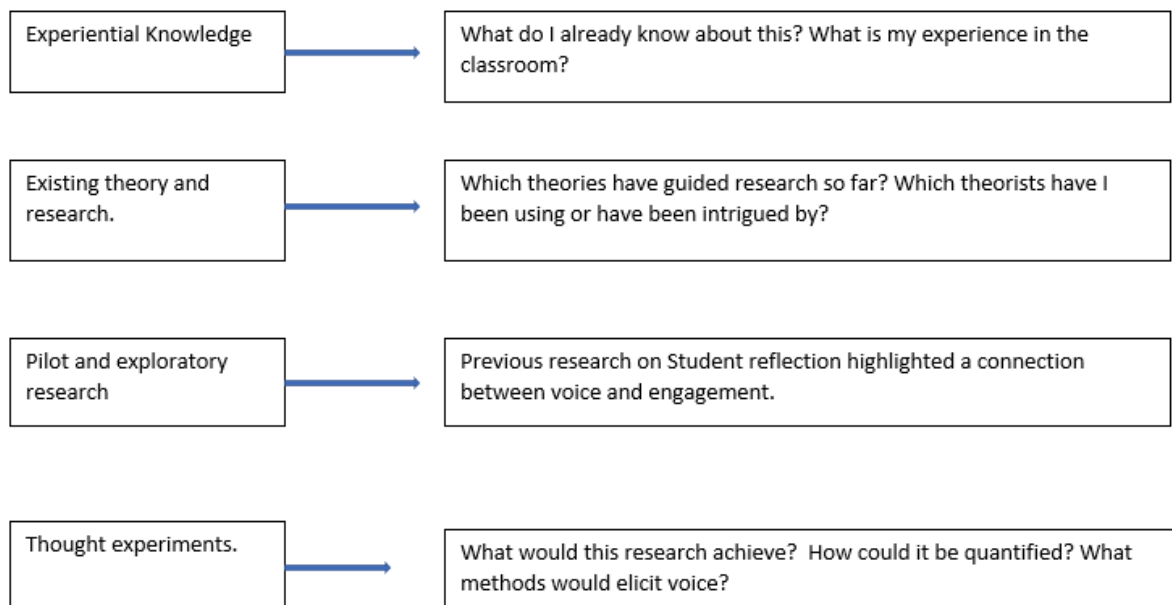 Experiential Knowledge
What do I already know about this? What is my experience in the
classroom?
Existing theory and
research.
Which theories have guided research so far? Which theorists have I
been using or have been intrigued by?
Pilot and exploratory
research
Previous research on Student reflection highlighted a connection
between voice and engagement.
Thought experiments.
What would this research achieve?  How could it be quantified? What
methods would elicit voice?